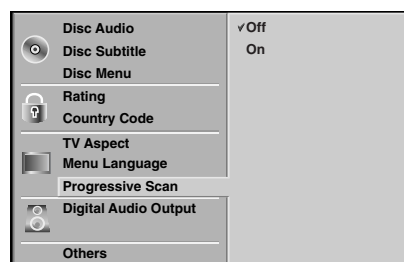 Disc Audio
✓Off
Disc Subtitle
On
Disc Menu
Rating
Country Code
TV Aspect
Menu Language
Progressive Scan
Digital Audio Output
Others